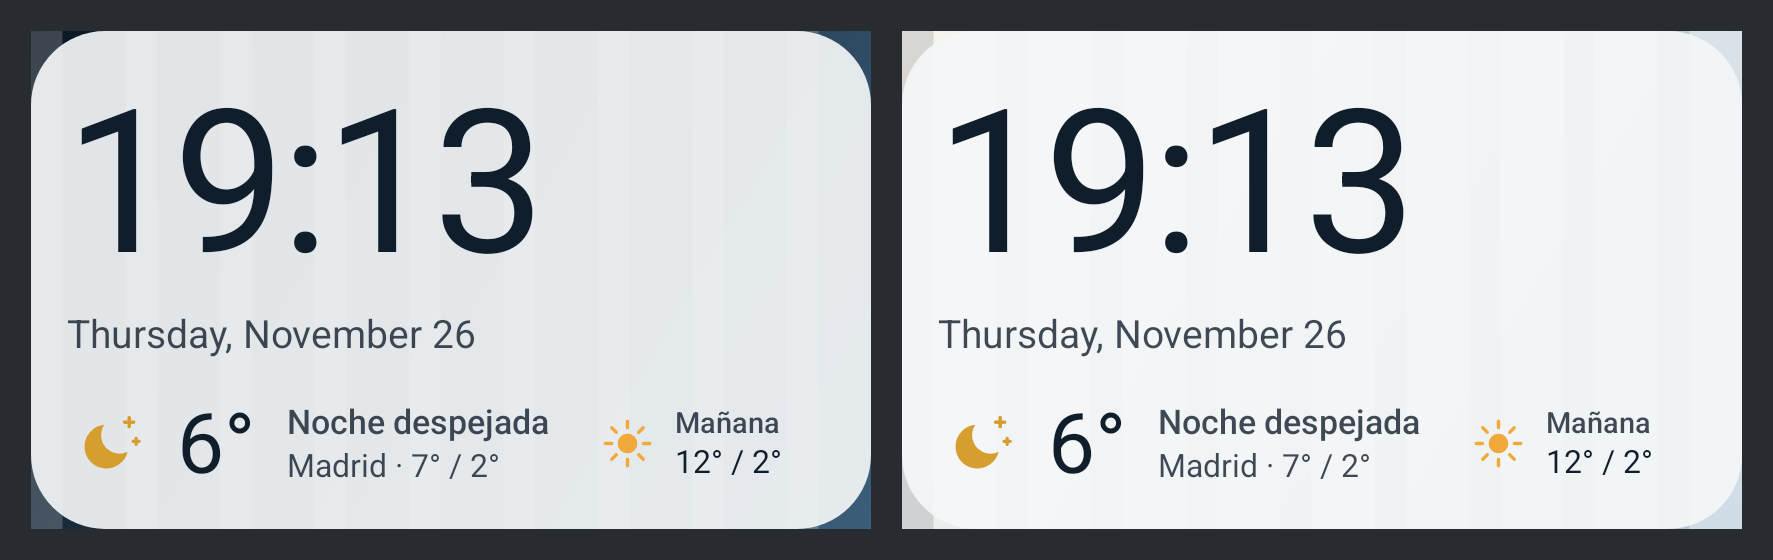 19:13
Thursday, November 26
6°
Noche despejada
Madrid · 7° / 2°
Mañana
12° / 2°
19:13
Thursday, November 26
6°
Noche despejada
Madrid · 7° / 2°
Mañana
12° / 2°